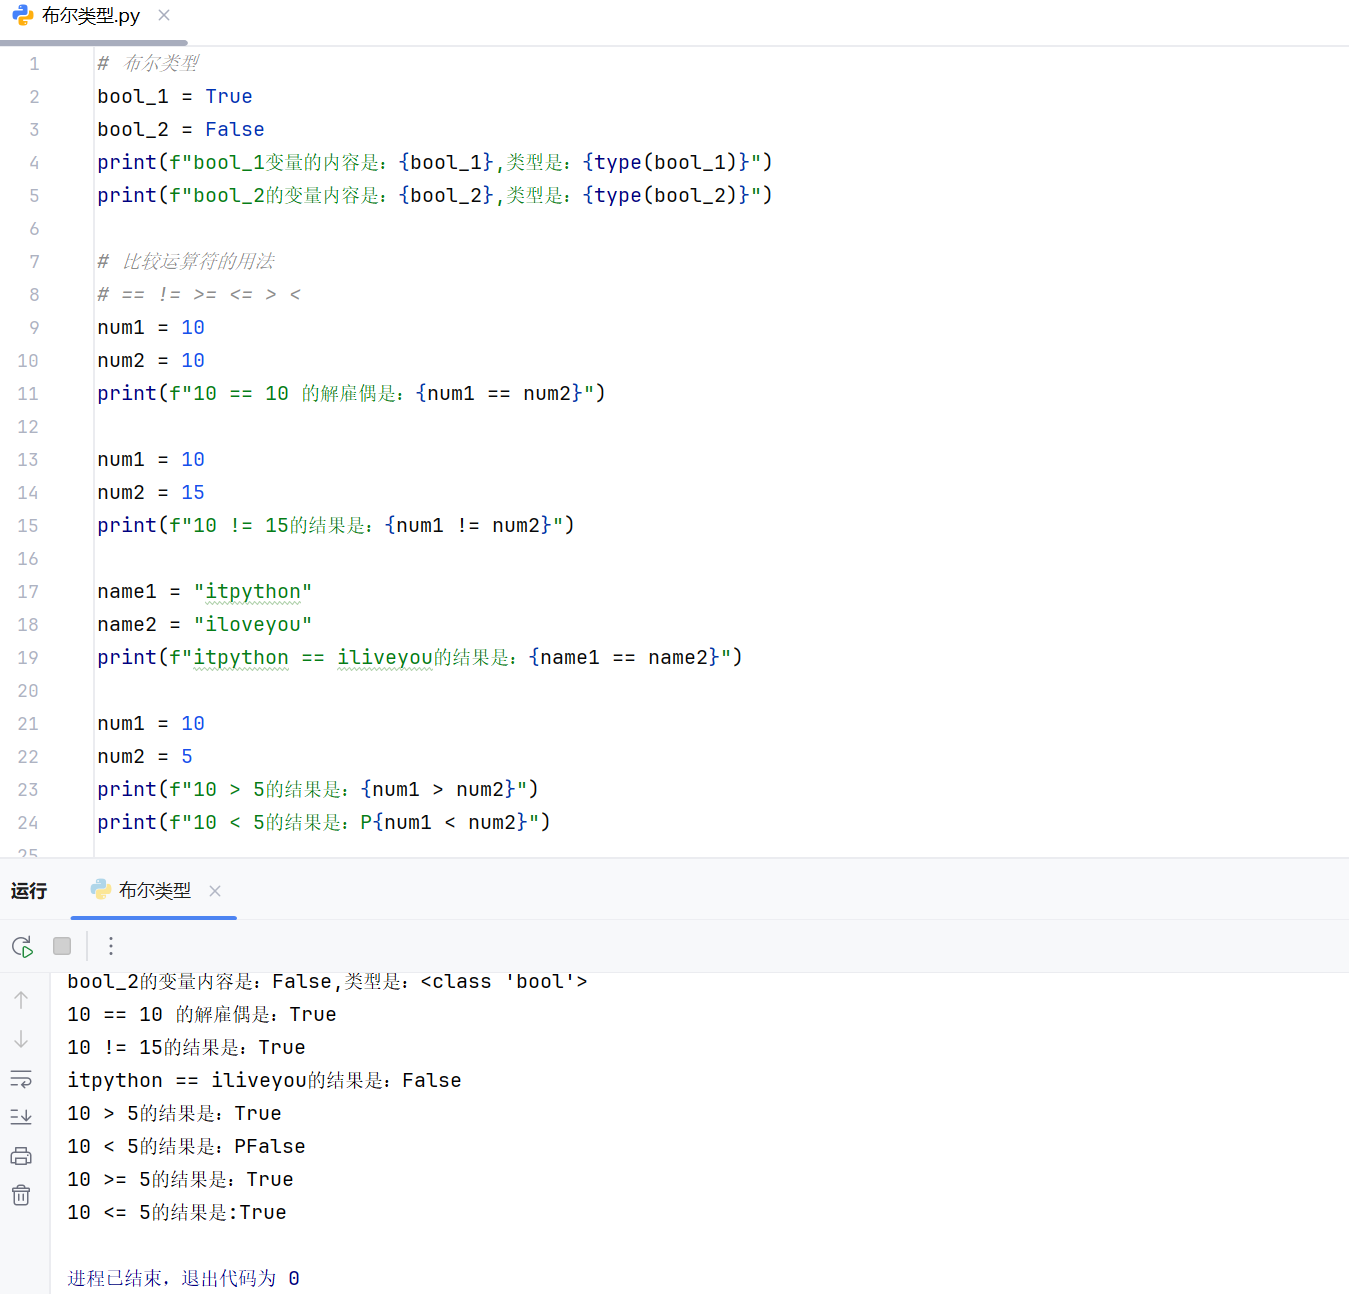 布尔类型.py
1 # 布尔类型
2 bool_1 = True
3 bool_2 = False
4 print(f"bool_1变量的内容是：{bool_1},类型是：{type(bool_1)}")
5 print(f"bool_2的变量内容是：{bool_2},类型是：{type(bool_2)}")
6
7 # 比较运算符的用法
8 # == != >= <= > <
9 num1 = 10
10 num2 = 10
11 print(f"10 == 10 的解雇偶是：{num1 == num2}")
12
13 num1 = 10
14 num2 = 15
15 print(f"10 != 15的结果是：{num1 != num2}")
16
17 name1 = "itpython"
18 name2 = "iloveyou"
19 print(f"itpython == iliveyou的结果是：{name1 == name2}")
20
21 num1 = 10
22 num2 = 5
23 print(f"10 > 5的结果是：{num1 > num2}")
24 print(f"10 < 5的结果是：P{num1 < num2}")
25
运行 布尔类型
bool_2的变量内容是：False,类型是：<class 'bool'>
10 == 10 的解雇偶是：True
10 != 15的结果是：True
itpython == iliveyou的结果是：False
10 > 5的结果是：True
10 < 5的结果是：PFalse
10 >= 5的结果是：True
10 <= 5的结果是:True
进程已结束，退出代码为 0